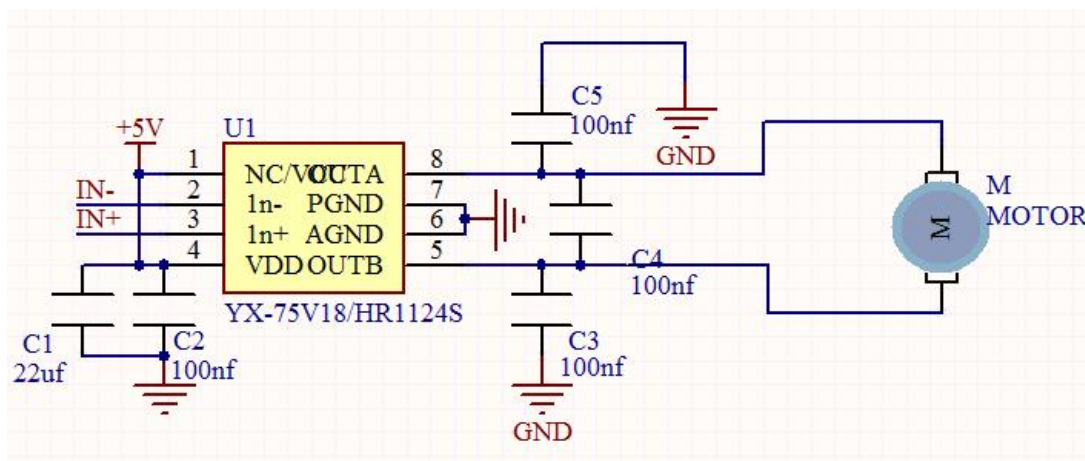 +5V
U1
1
NC/VCC
OUTA
8
IN-
2
1n-
PGND
7
IN+
3
1n+
AGND
6
4
VDD
OUTB
5
YX-75V18/HR1124S
C1
22uf
C2
100nf
C5
100nf
GND
C4
100nf
C3
100nf
GND
M
M
MOTOR